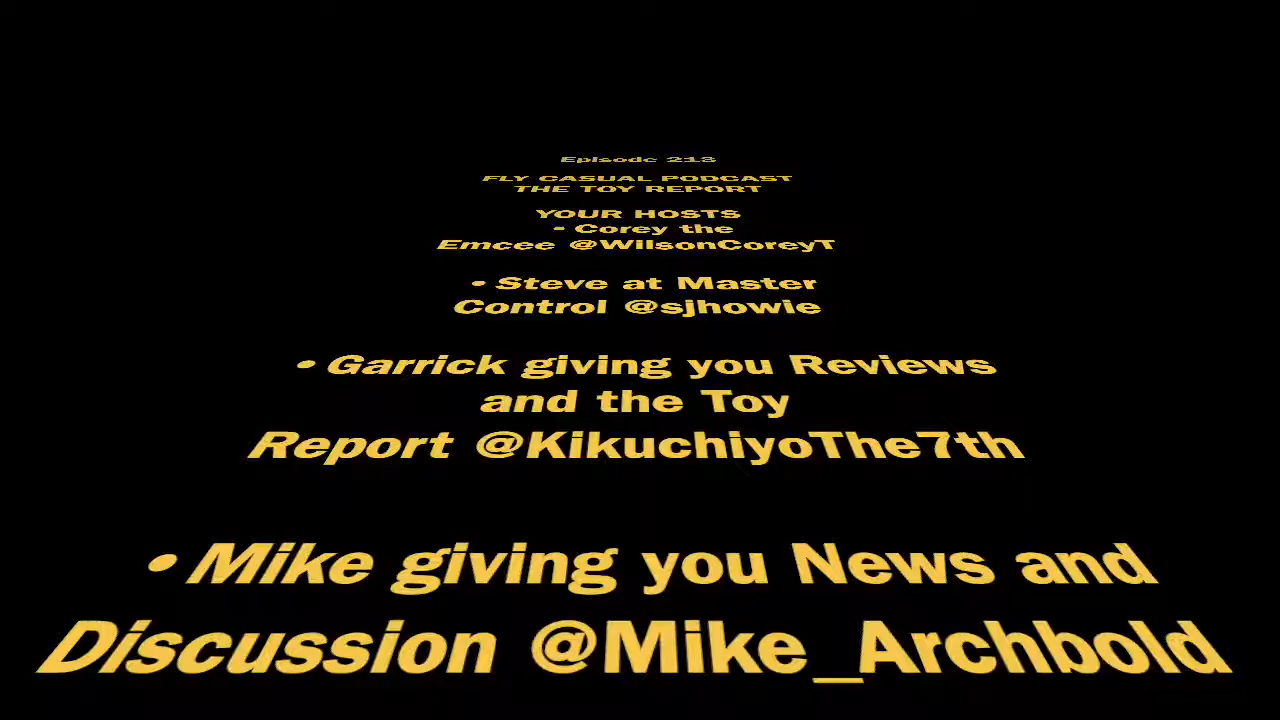 Episode 213
FLY CASUAL PODCAST
THE TOY REPORT
YOUR HOSTS
• Corey the
Emcee @WilsonCoreyT
• Steve at Master
Control @sjhowie
• Garrick giving you Reviews
and the Toy
Report @KikuchiyoThe7th
• Mike giving you News and
Discussion @Mike_Archbold